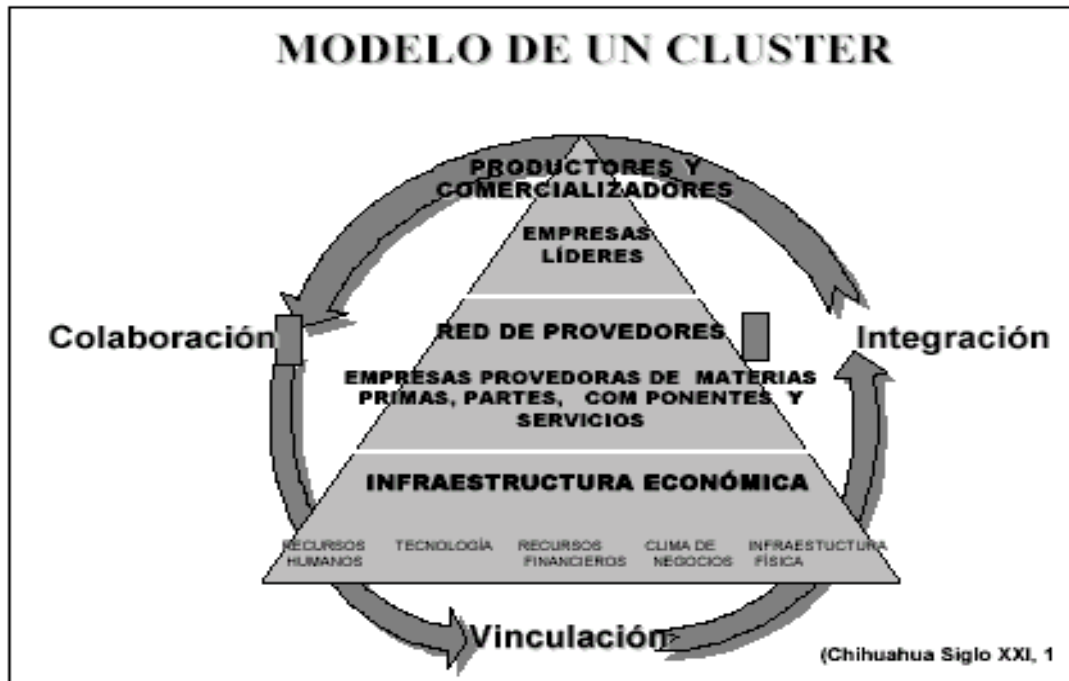 MODELO DE UN CLUSTER
PRODUCTORES Y
COMERCIALIZADORES
EMPRESAS
LÍDERES
Colaboración
RED DE PROVEDORES
Integración
EMPRESAS PROVEDORAS DE MATERIAS
PRIMAS, PARTES, COM PONENTES Y
SERVICIOS
INFRAESTRUCTURA ECONÓMICA
RECURSOS HUMANOS
TECNOLOGÍA
RECURSOS FINANCIEROS
CLIMA DE NEGOCIOS
INFRAESTUCTURA FÍSICA
Vinculación
(Chihuahua Siglo XXI, 1